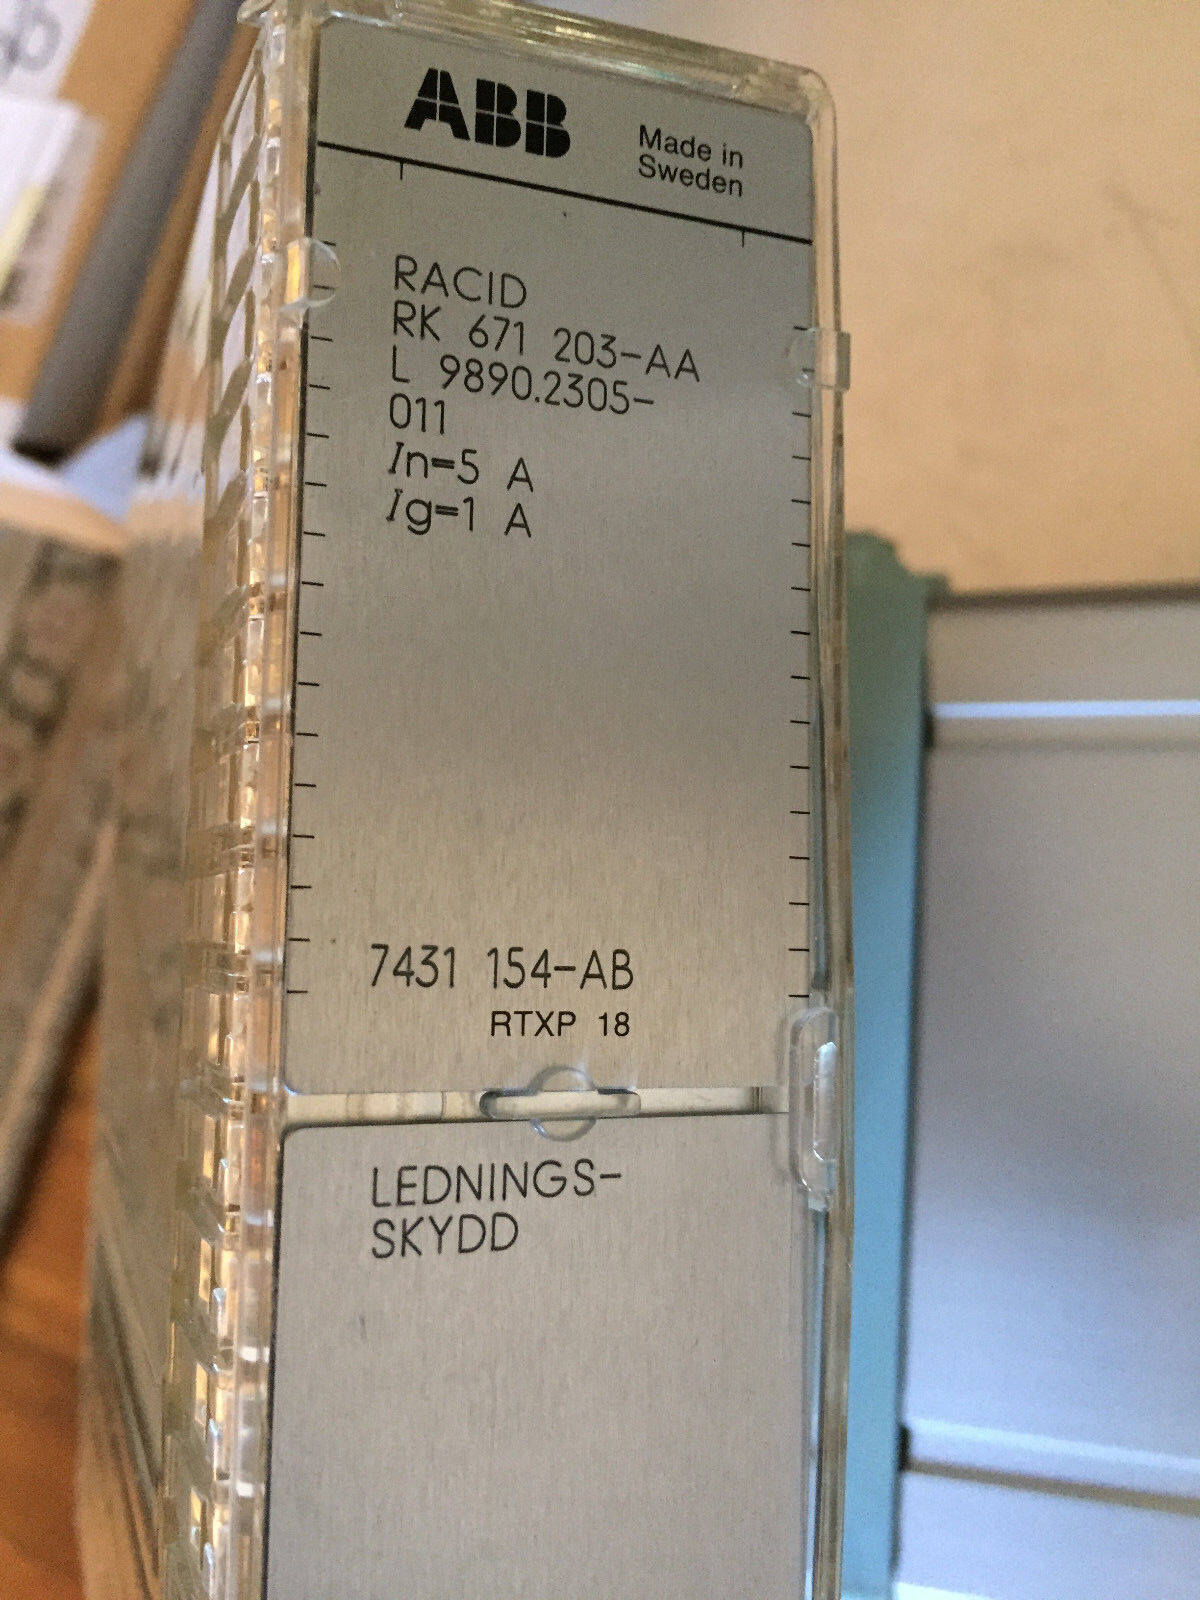 ABB
Made in
Sweden
RACID
RK 671 203-AA
L 9890.2305-
011
In=5 A
Ig=1 A
7431 154-AB
RTXP 18
LEDNINGS-
SKYDD